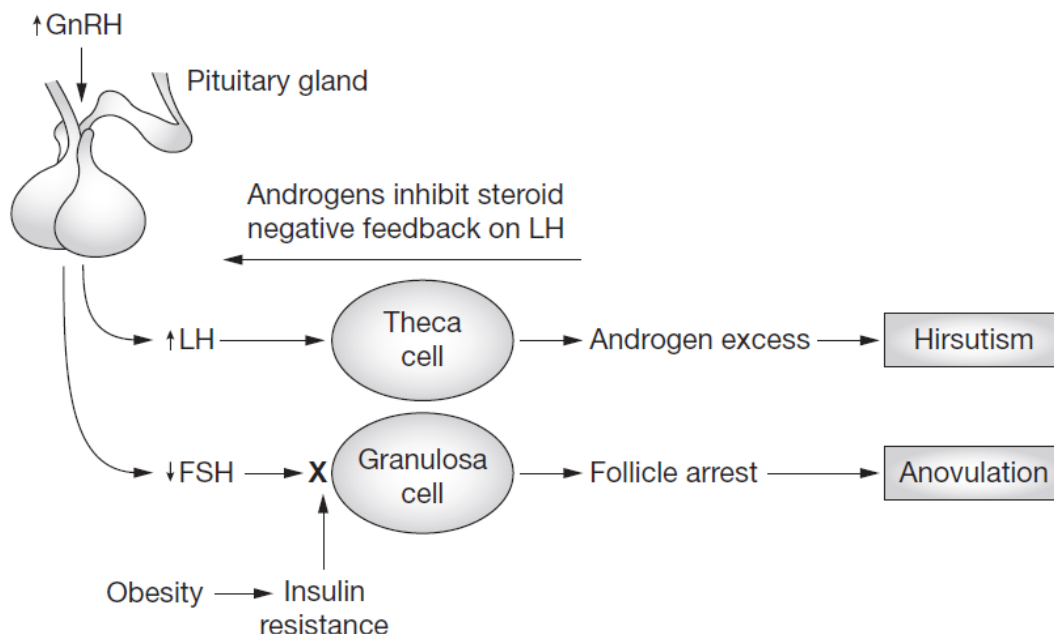 ↑GnRH
Pituitary gland
Androgens inhibit steroid
negative feedback on LH
↑LH
Theca
cell
Androgen excess
Hirsutism
↓FSH
X
Granulosa
cell
Follicle arrest
Anovulation
Obesity
Insulin
resistance